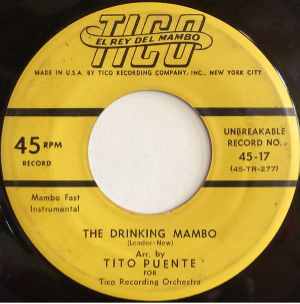 TICO
EL REY DEL MAMBO
MADE IN U.S.A. BY TICO RECORDING COMPANY, INC., NEW YORK CITY
45 RPM
RECORD
UNBREAKABLE
RECORD NO.
45-17
(45-TR-277)
Mambo Fast
Instrumental
THE DRINKING MAMBO
(Leader-New)
Arr. by
TITO PUENTE
FOR
Tico Recording Orchestra